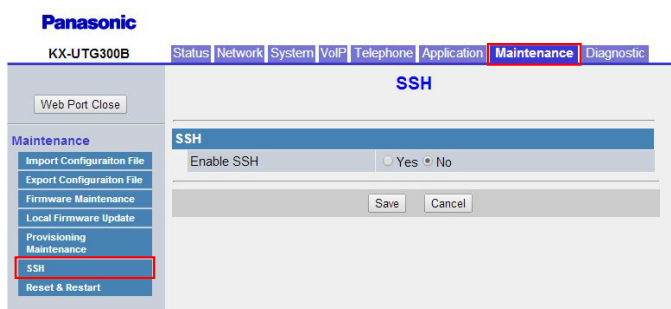 Panasonic
KX-UTG300B
Status Network System VoIP Telephone Application Maintenance Diagnostic
SSH
Web Port Close
Maintenance
Import Configuraiton File
Export Configuraiton File
Firmware Maintenance
Local Firmware Update
Provisioning
Maintenance
SSH
Reset & Restart
SSH
Enable SSH Yes No
Save Cancel